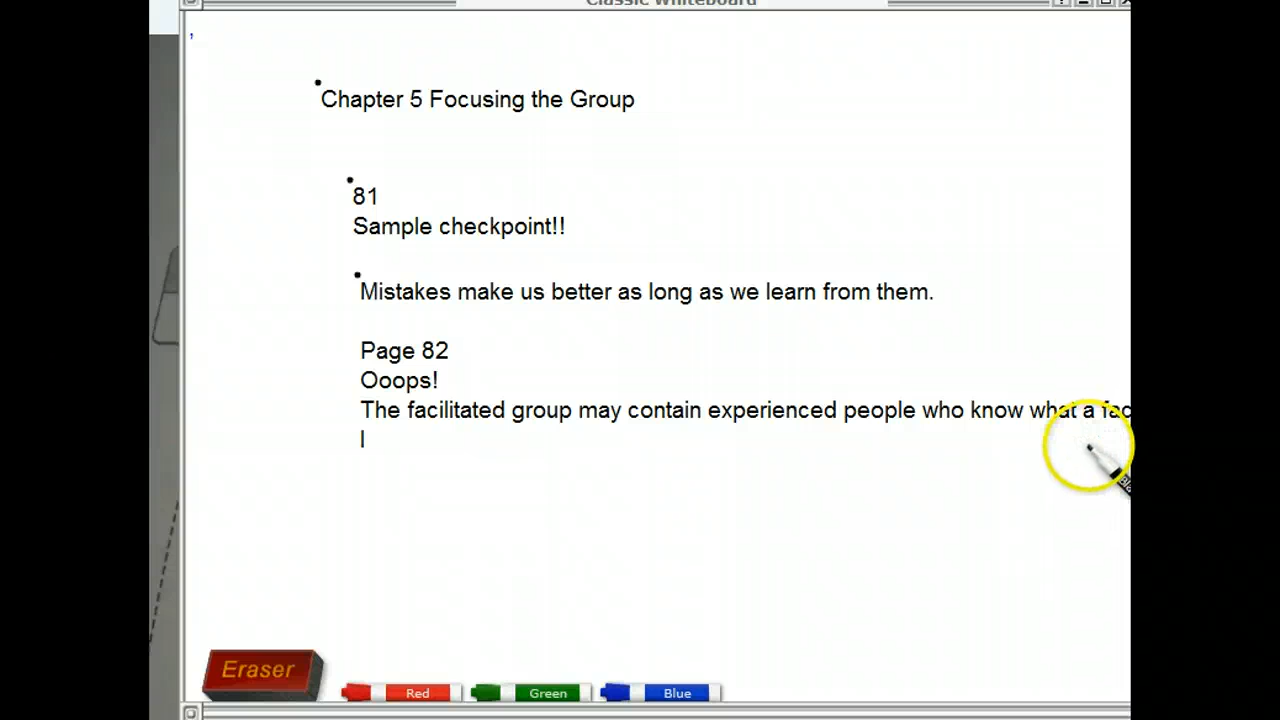 Classic Whiteboard
,
Chapter 5 Focusing the Group
81
Sample checkpoint!!
Mistakes make us better as long as we learn from them.
Page 82
Ooops!
The facilitated group may contain experienced people who know what a fac
Eraser
Red
Green
Blue